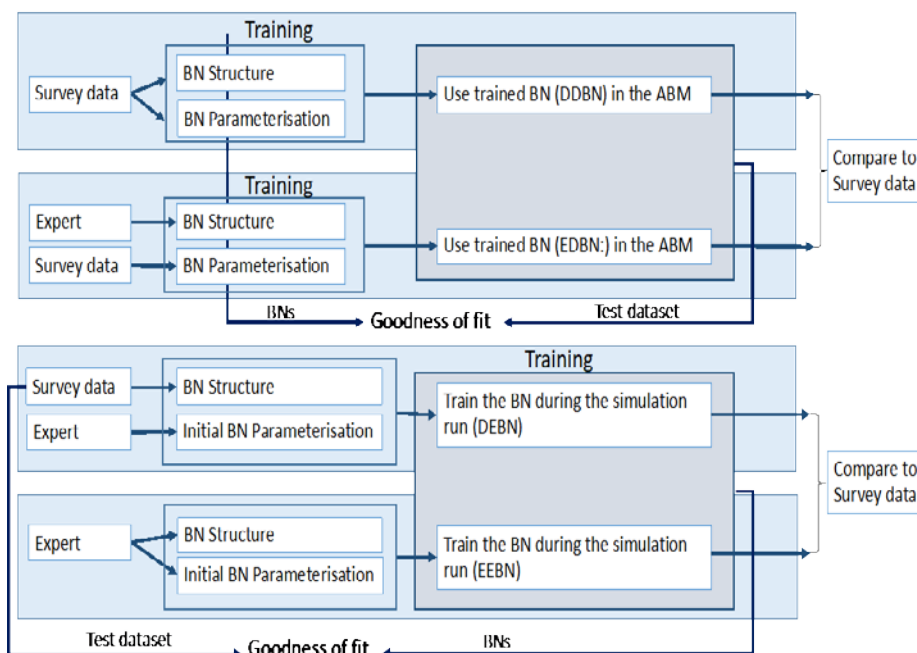 Training
Survey data
BN Structure
BN Parameterisation
Use trained BN (DDBN) in the ABM
Compare to
Survey data
Training
Expert
BN Structure
Survey data
BN Parameterisation
Use trained BN (EDBN:) in the ABM
BNs
Goodness of fit
Test dataset
Training
Survey data
BN Structure
Expert
Initial BN Parameterisation
Train the BN during the simulation
run (DEBN)
Compare to
Survey data
Expert
BN Structure
Initial BN Parameterisation
Train the BN during the simulation
run (EEBN)
Test dataset
Goodness of fit
BNs